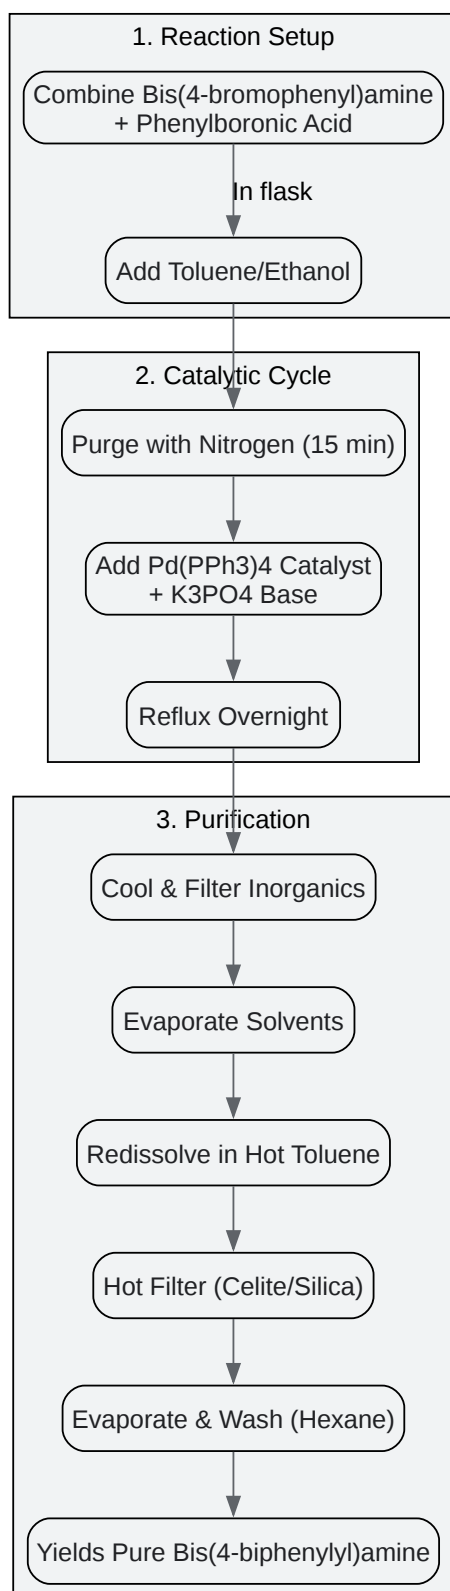 1. Reaction Setup
Combine Bis(4-bromophenyl)amine
+ Phenylboronic Acid
In flask
Add Toluene/Ethanol
2. Catalytic Cycle
Purge with Nitrogen (15 min)
Add Pd(PPh3)4 Catalyst
+ K3PO4 Base
Reflux Overnight
3. Purification
Cool & Filter Inorganics
Evaporate Solvents
Redissolve in Hot Toluene
Hot Filter (Celite/Silica)
Evaporate & Wash (Hexane)
Yields Pure Bis(4-biphenylyl)amine